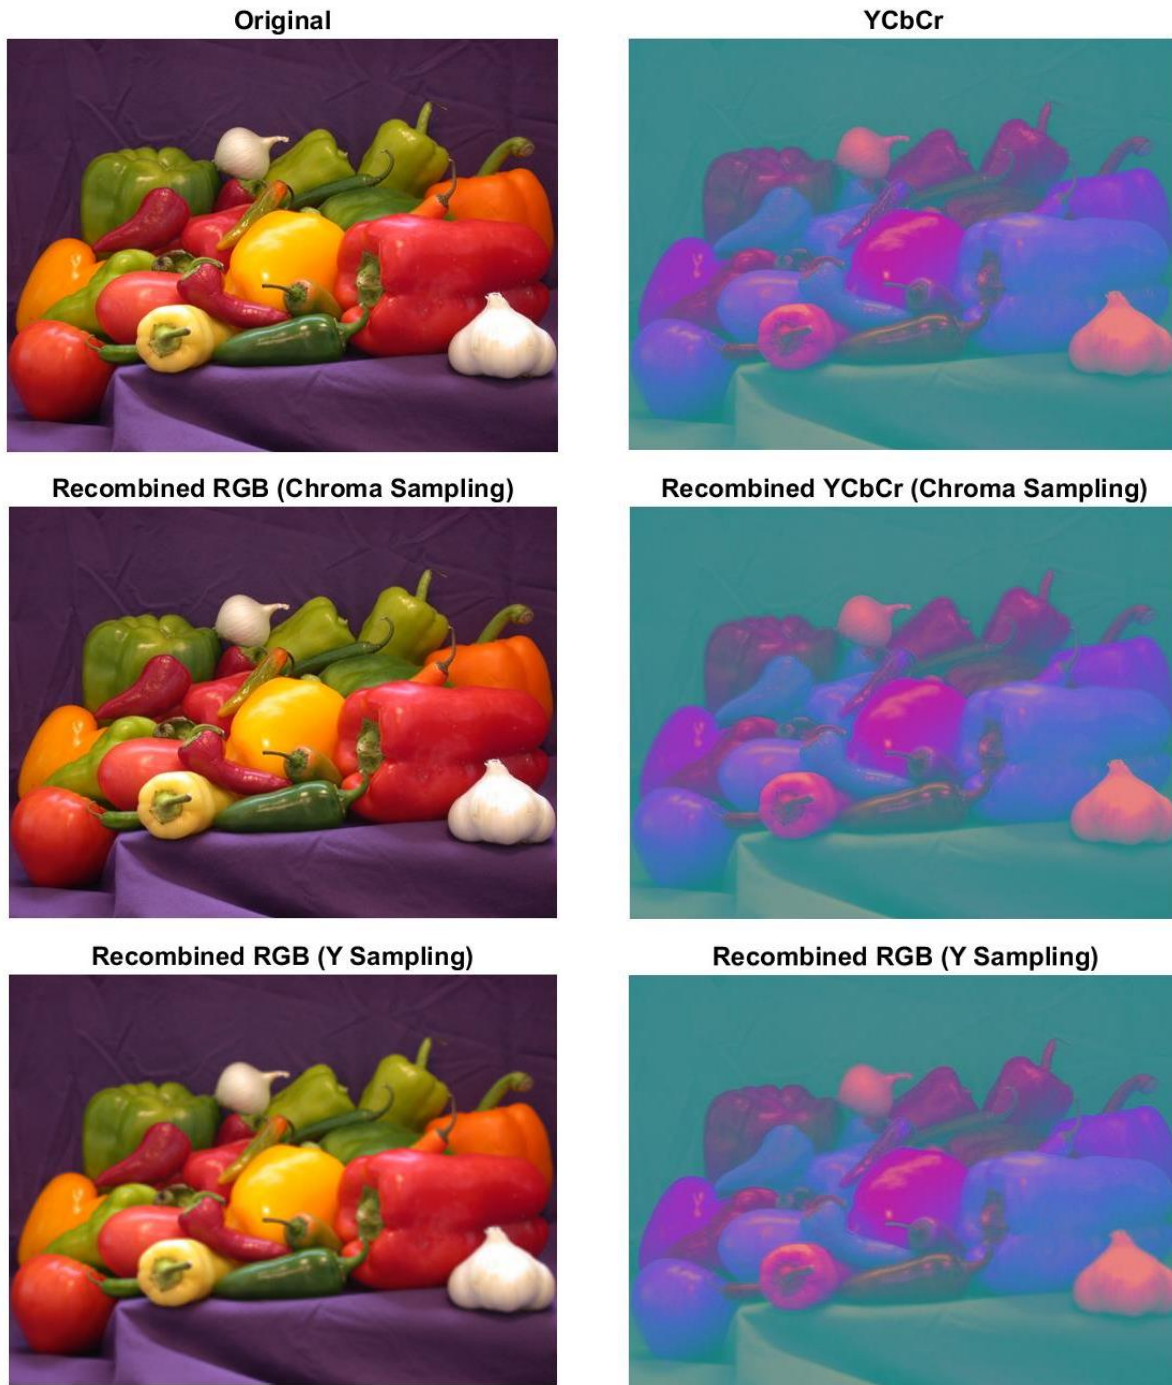 Original
YCbCr
Recombined RGB (Chroma Sampling)
Recombined YCbCr (Chroma Sampling)
Recombined RGB (Y Sampling)
Recombined RGB (Y Sampling)